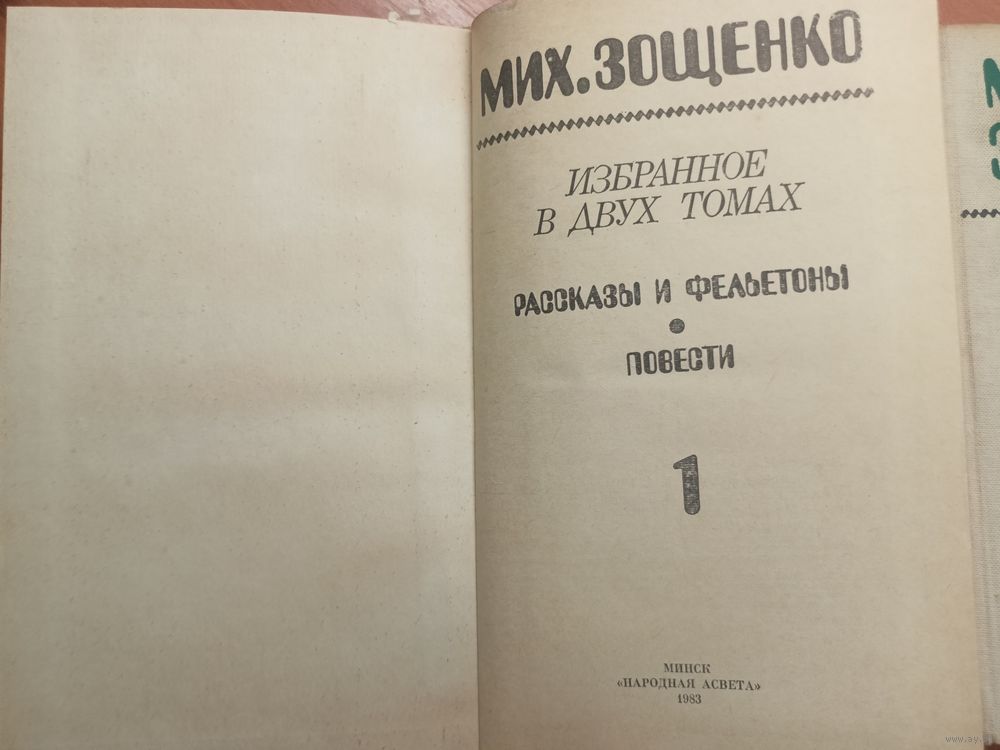 МИХ. ЗОЩЕНКО
ИЗБРАННОЕ
В ДВУХ ТОМАХ
РАССКАЗЫ И ФЕЛЬЕТОНЫ
•
ПОВЕСТИ
1
МИНСК
«НАРОДНАЯ АСВЕТА»
1983
М
З